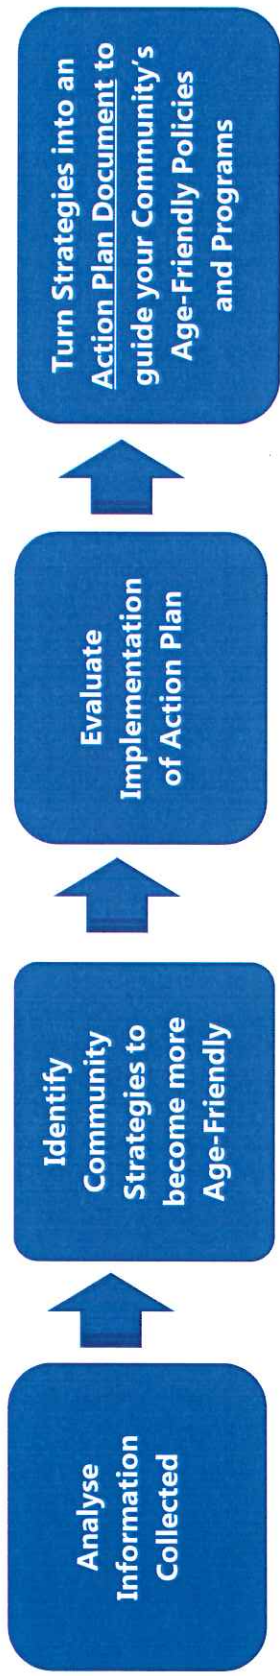 Analyse
Information
Collected
Identify
Community
Strategies to
become more
Age-Friendly
Evaluate
Implementation
of Action Plan
Turn Strategies into an
Action Plan Document to
guide your Community's
Age-Friendly Policies
and Programs